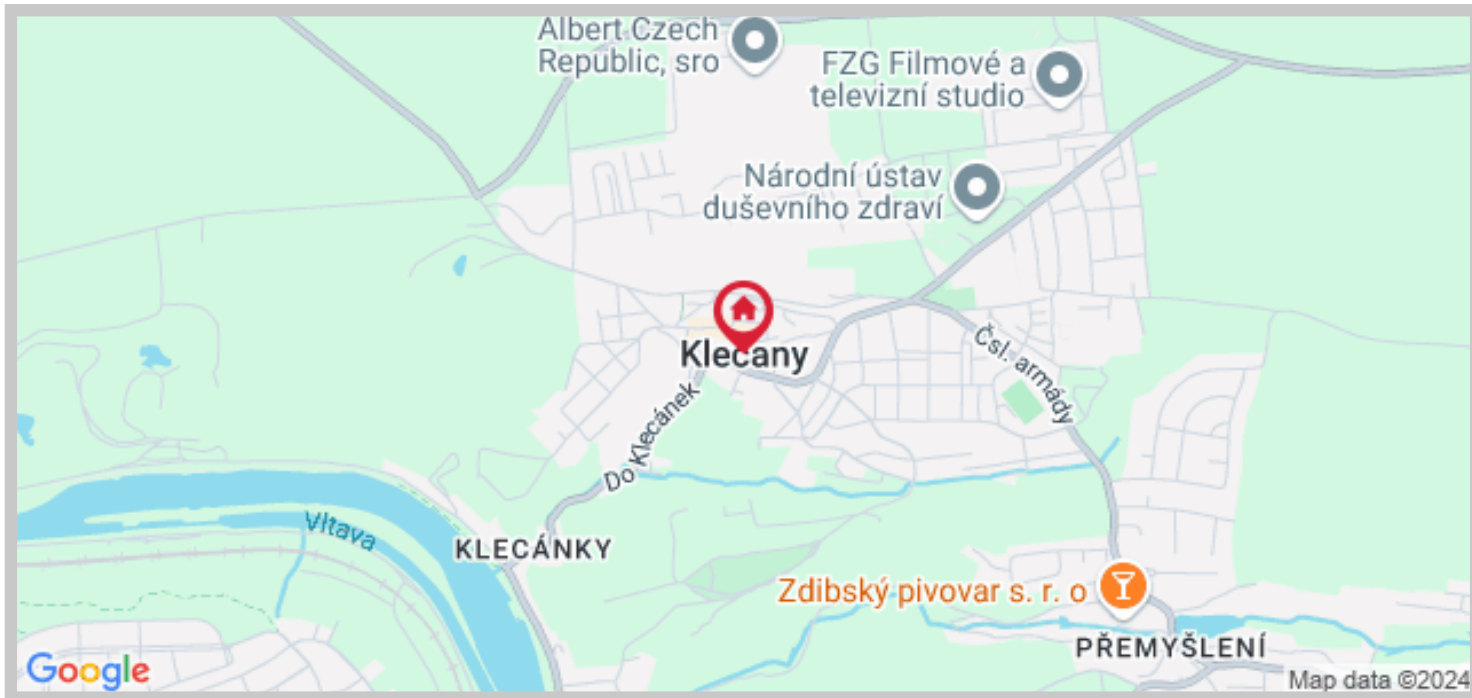 Albert Czech
Republic, sro
FZG Filmové a
televizní studio
Národní ústav
duševního zdraví
Klecany
Čsl. armády
Do Klecánek
Vltava
KLECÁNKY
Zdibský pivovar s. r. o
PŘEMYŠLENÍ
Google
Map data ©2024